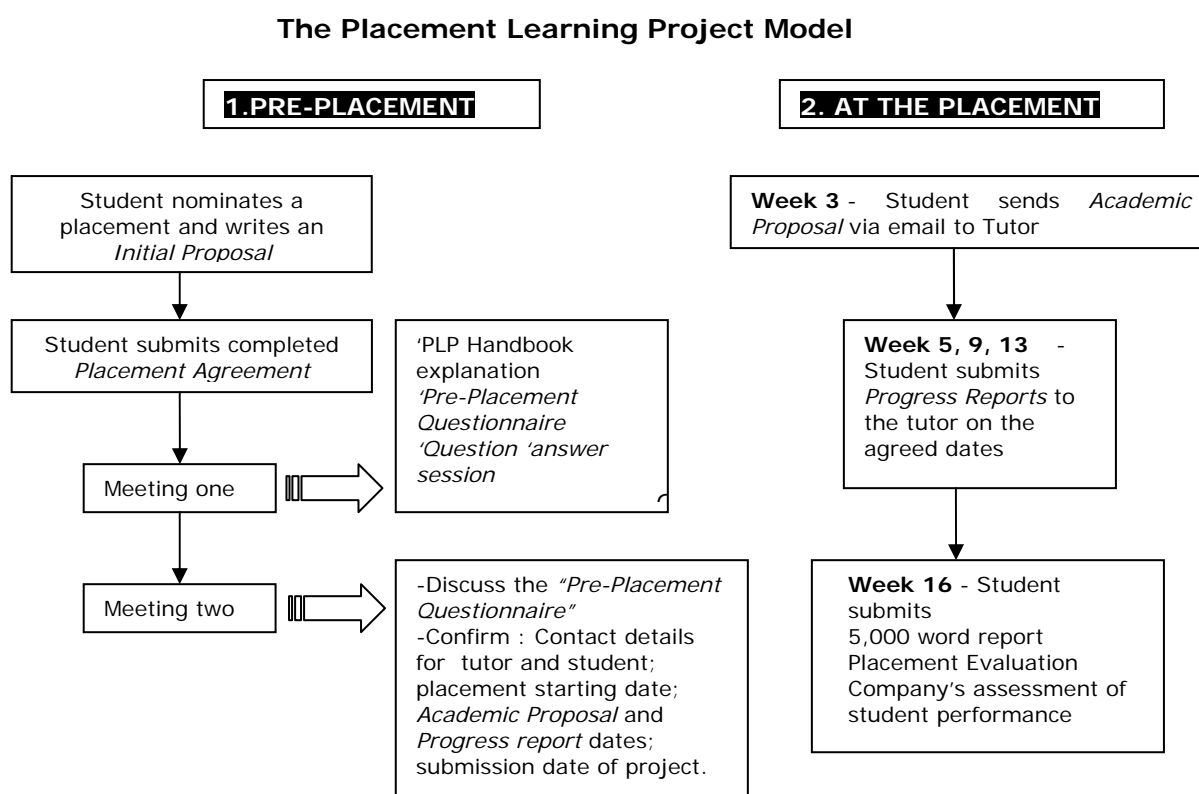 The Placement Learning Project Model
1.PRE-PLACEMENT
Student nominates a
placement and writes an
Initial Proposal
Student submits completed
Placement Agreement
Meeting one
'PLP Handbook
explanation
'Pre-Placement
Questionnaire
'Question 'answer
session
Meeting two
-Discuss the "Pre-Placement
Questionnaire"
-Confirm : Contact details
for tutor and student;
placement starting date;
Academic Proposal and
Progress report dates;
submission date of project.
2. AT THE PLACEMENT
Week 3 - Student sends Academic
Proposal via email to Tutor
Week 5, 9, 13 -
Student submits
Progress Reports to
the tutor on the
agreed dates
Week 16 - Student
submits
5,000 word report
Placement Evaluation
Company's assessment of
student performance